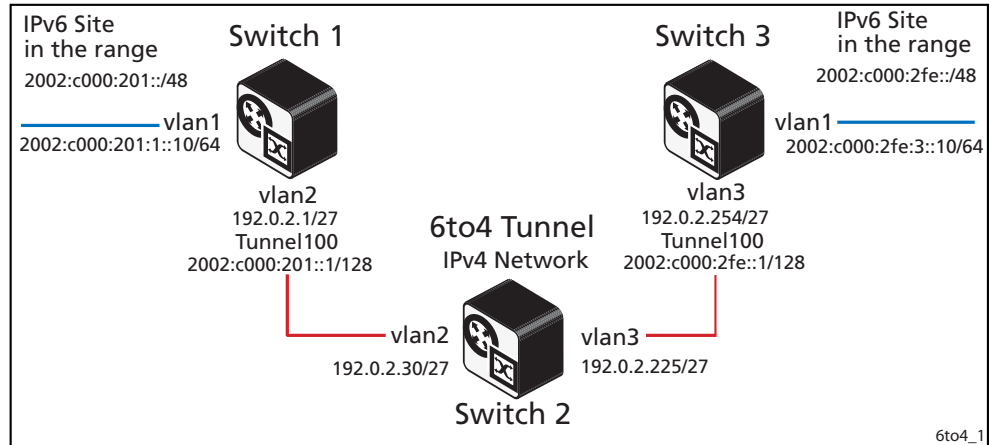 IPv6 Site
in the range
2002:c000:201::/48
Switch 1
Switch 3
IPv6 Site
in the range
2002:c000:2fe::/48
vlan1
2002:c000:201:1::10/64
vlan1
2002:c000:2fe:3::10/64
vlan2
192.0.2.1/27
Tunnel100
2002:c000:201::1/128
6to4 Tunnel
IPv4 Network
vlan3
192.0.2.254/27
Tunnel100
2002:c000:2fe::1/128
vlan2
192.0.2.30/27
vlan3
192.0.2.225/27
Switch 2
6to4_1